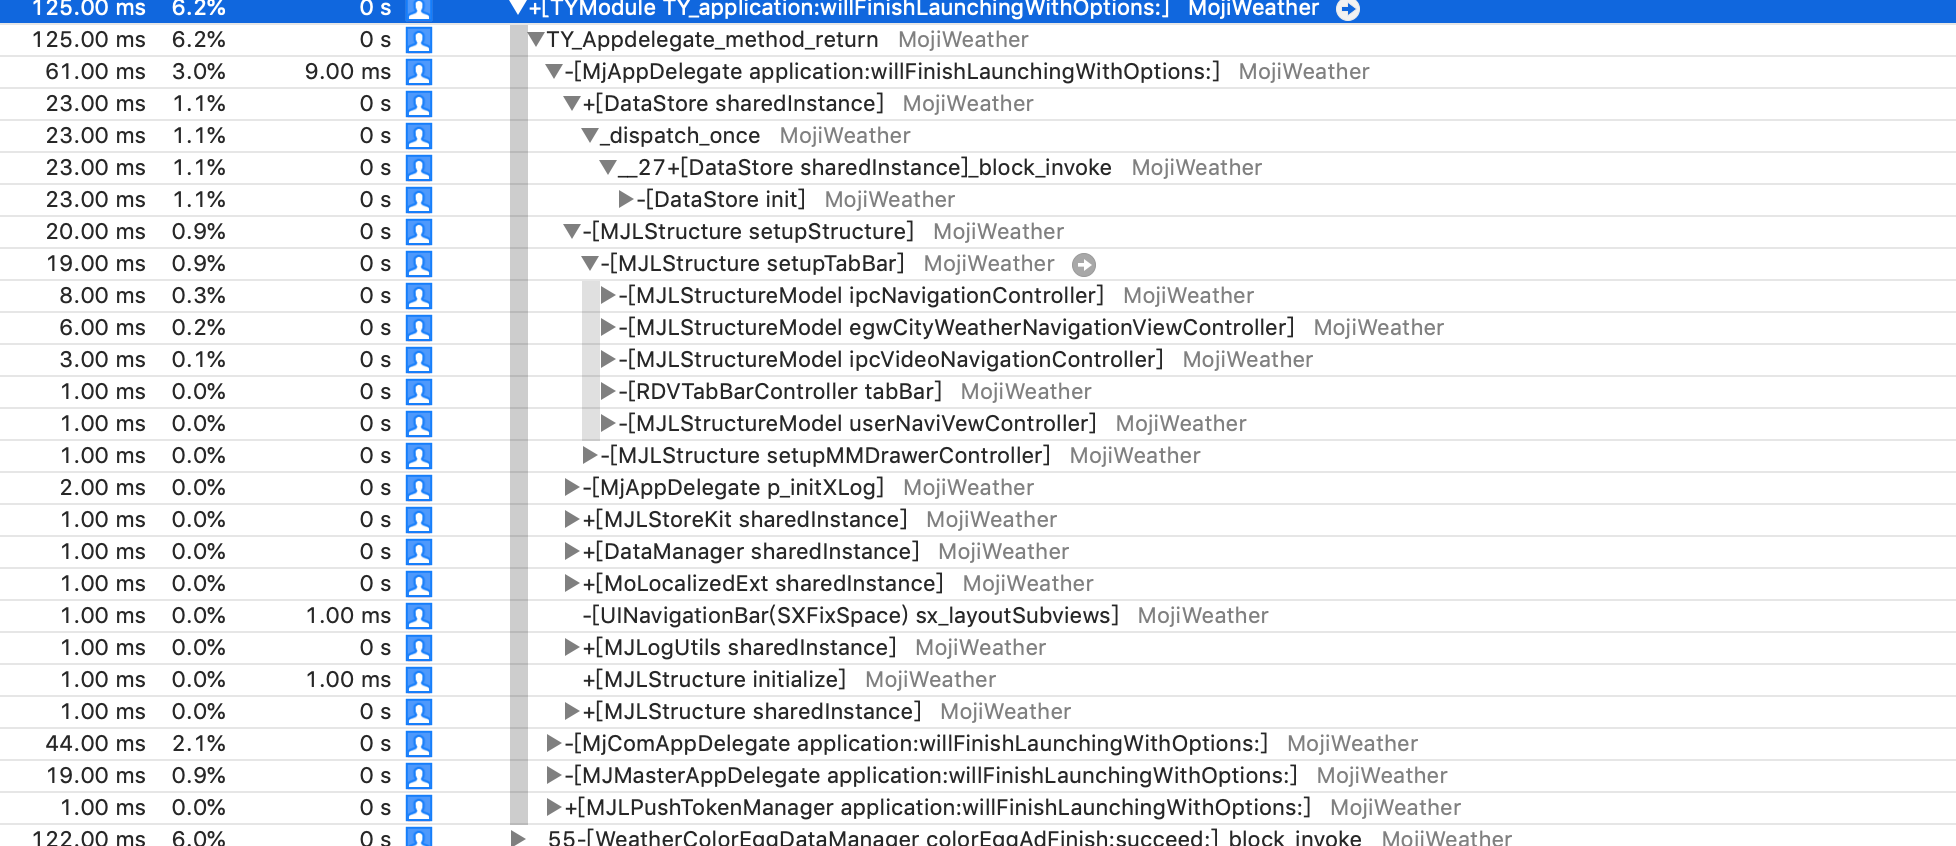 125.00 ms 6.2% 0 s +[TYModule TY_application:willFinishLaunchingWithOptions:] MojiWeather
125.00 ms 6.2% 0 s TY_Appdelegate_method_return MojiWeather
61.00 ms 3.0% 9.00 ms -[MjAppDelegate application:willFinishLaunchingWithOptions:] MojiWeather
23.00 ms 1.1% 0 s +[DataStore sharedInstance] MojiWeather
23.00 ms 1.1% 0 s _dispatch_once MojiWeather
23.00 ms 1.1% 0 s __27+[DataStore sharedInstance]_block_invoke MojiWeather
23.00 ms 1.1% 0 s -[DataStore init] MojiWeather
20.00 ms 0.9% 0 s -[MJLStructure setupStructure] MojiWeather
19.00 ms 0.9% 0 s -[MJLStructure setupTabBar] MojiWeather
8.00 ms 0.3% 0 s -[MJLStructureModel ipcNavigationController] MojiWeather
6.00 ms 0.2% 0 s -[MJLStructureModel egwCityWeatherNavigationViewController] MojiWeather
3.00 ms 0.1% 0 s -[MJLStructureModel ipcVideoNavigationController] MojiWeather
1.00 ms 0.0% 0 s -[RDVTabBarController tabBar] MojiWeather
1.00 ms 0.0% 0 s -[MJLStructureModel userNaviVewController] MojiWeather
1.00 ms 0.0% 0 s -[MJLStructure setupMMDrawerController] MojiWeather
2.00 ms 0.0% 0 s -[MjAppDelegate p_initXLog] MojiWeather
1.00 ms 0.0% 0 s +[MJLStoreKit sharedInstance] MojiWeather
1.00 ms 0.0% 0 s +[DataManager sharedInstance] MojiWeather
1.00 ms 0.0% 0 s +[MoLocalizedExt sharedInstance] MojiWeather
1.00 ms 0.0% 1.00 ms -[UINavigationBar(SXFixSpace) sx_layoutSubviews] MojiWeather
1.00 ms 0.0% 0 s +[MJLogUtils sharedInstance] MojiWeather
1.00 ms 0.0% 1.00 ms +[MJLStructure initialize] MojiWeather
1.00 ms 0.0% 0 s +[MJLStructure sharedInstance] MojiWeather
44.00 ms 2.1% 0 s -[MjComAppDelegate application:willFinishLaunchingWithOptions:] MojiWeather
19.00 ms 0.9% 0 s -[MJMasterAppDelegate application:willFinishLaunchingWithOptions:] MojiWeather
1.00 ms 0.0% 0 s +[MJLPushTokenManager application:willFinishLaunchingWithOptions:] MojiWeather
122.00 ms 6.0% 0 s __55-[WeatherColorEggDataManager colorEggAdFinish:succeed:]_block_invoke MojiWeather